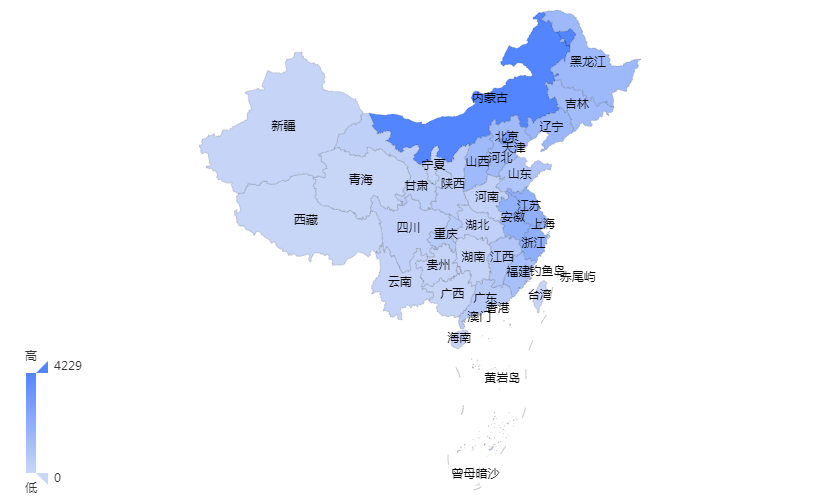 黑龙江
内蒙古
吉林
新疆
辽宁
北京
天津
河北
宁夏
山西
山东
青海
甘肃
陕西
河南
江苏
西藏
安徽
上海
四川
湖北
重庆
浙江
湖南
江西
贵州
福建
钓鱼岛
赤尾屿
云南
广西
广东
台湾
香港
澳门
海南
高
4229
黄岩岛
曾母暗沙
0
低